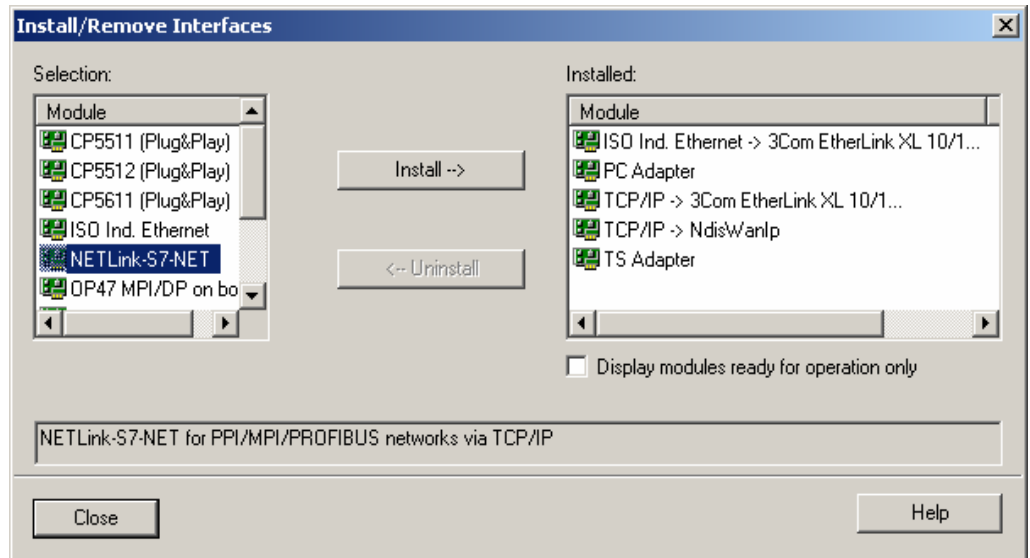 Install/Remove Interfaces
Selection:
Module
CP5511 (Plug&Play)
CP5512 (Plug&Play)
CP5611 (Plug&Play)
ISO Ind. Ethernet
NETLink-S7-NET
OP47 MPI/DP on bo
Install -->
<-- Uninstall
Installed:
Module
ISO Ind. Ethernet -> 3Com EtherLink XL 10/1...
PC Adapter
TCP/IP -> 3Com EtherLink XL 10/1...
TCP/IP -> NdisWanIp
TS Adapter
Display modules ready for operation only
NETLink-S7-NET for PPI/MPI/PROFIBUS networks via TCP/IP
Close
Help